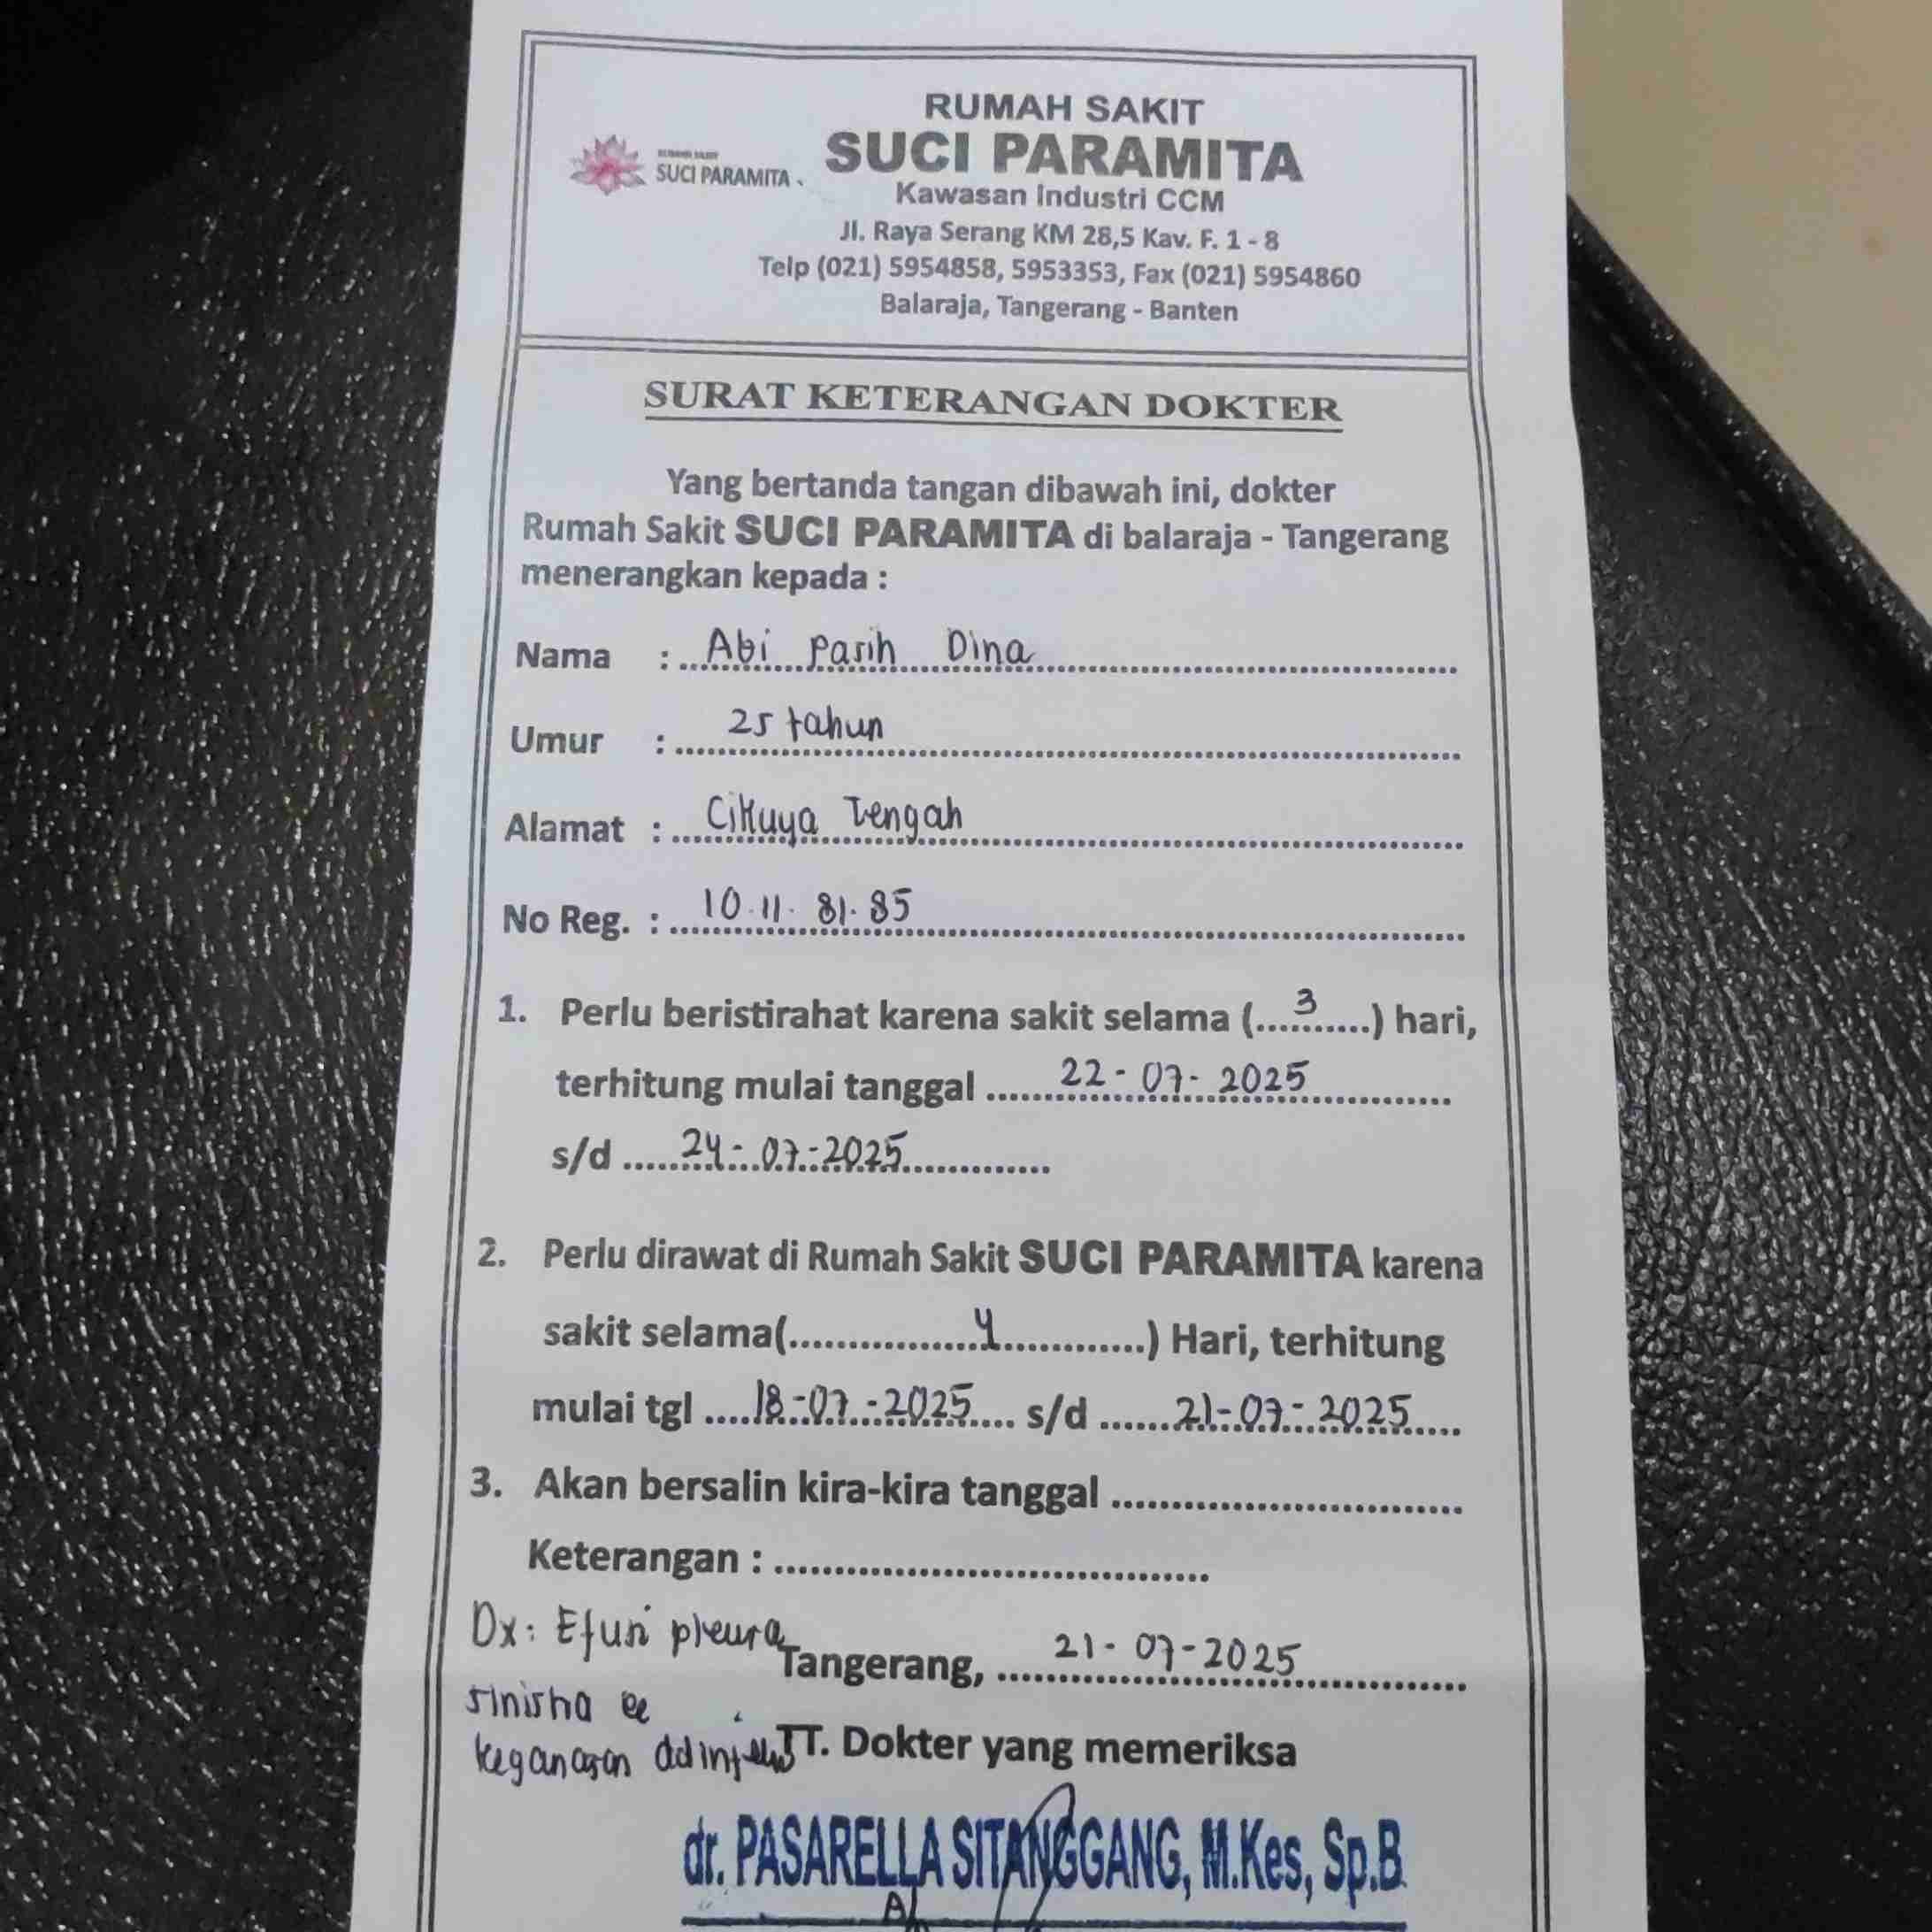 RUMAH SAKIT
SUCI PARAMITA
RUMAH SAKIT
SUCI PARAMITA
Kawasan Industri CCM
Jl. Raya Serang KM 28,5 Kav. F. 1 - 8
Telp (021) 5954858, 5953353, Fax (021) 5954860
Balaraja, Tangerang - Banten
SURAT KETERANGAN DOKTER
Yang bertanda tangan dibawah ini, dokter
Rumah Sakit SUCI PARAMITA di balaraja - Tangerang
menerangkan kepada :
Nama : Abi Pasih Dina
Umur : 25 tahun
Alamat : Cikuya Tengah
No Reg. : 10.11.81.85
1. Perlu beristirahat karena sakit selama (....3....) hari,
terhitung mulai tanggal 22-07-2025
s/d 24-07-2025
2. Perlu dirawat di Rumah Sakit SUCI PARAMITA karena
sakit selama(....4....) Hari, terhitung
mulai tgl 18-07-2025 s/d 21-07-2025
3. Akan bersalin kira-kira tanggal ....
Keterangan : ....
Dx: Efusi pleura
Tangerang, 21-07-2025
sinistra ec
keganasan
TT. Dokter yang memeriksa
dr. PASARELLA SITANGGANG, M.Kes, Sp.B